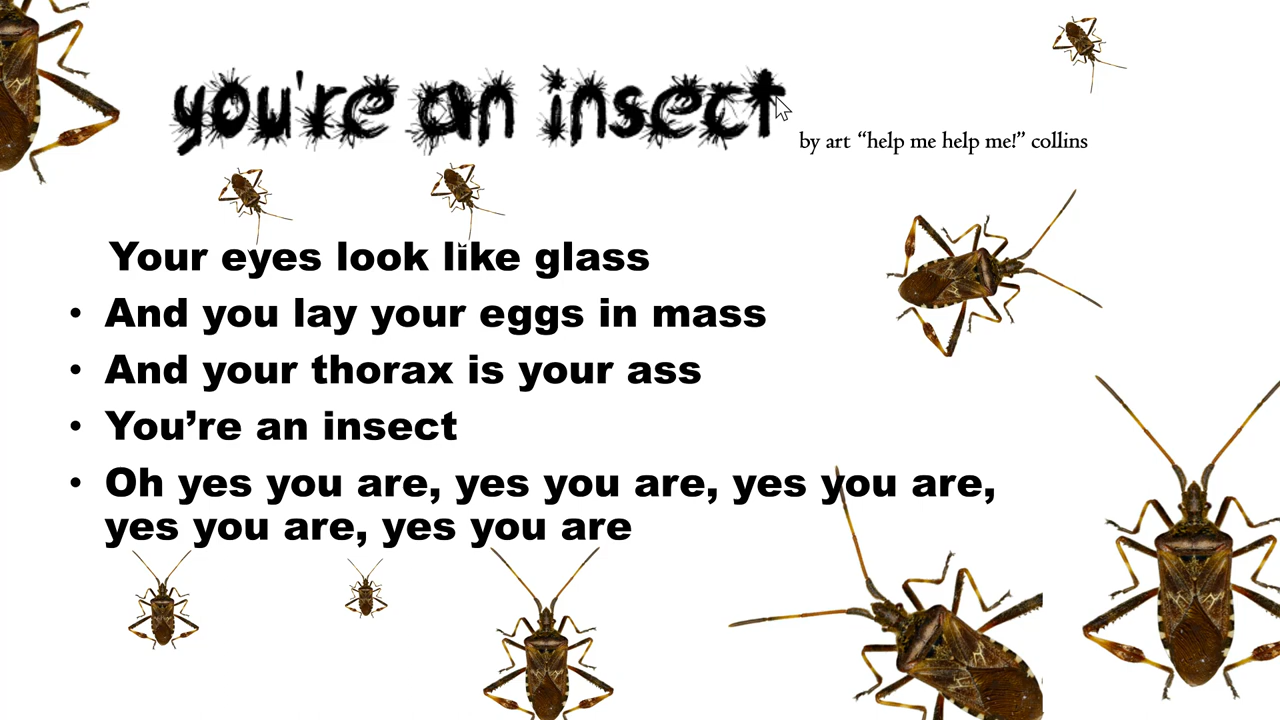 you're an insect
by art “help me help me!” collins
Your eyes look like glass
• And you lay your eggs in mass
• And your thorax is your ass
• You’re an insect
• Oh yes you are, yes you are, yes you are,
yes you are, yes you are